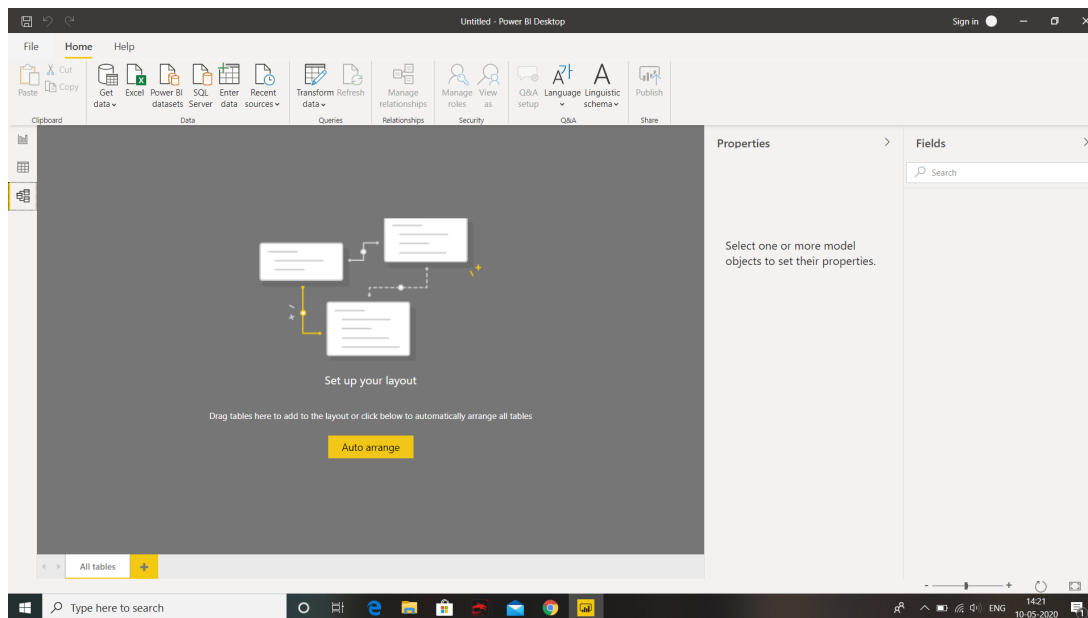 Untitled - Power BI Desktop
Sign in
File Home Help
Paste
Cut
Copy
Get data
Excel
Power BI datasets
SQL Server
Enter data
Recent sources
Transform data
Refresh
Manage relationships
Manage roles
View as
Q&A setup
Language
Linguistic schema
Publish
Clipboard
Data
Queries
Relationships
Security
Q&A
Share
Properties
Fields
Search
Select one or more model
objects to set their properties.
Set up your layout
Drag tables here to add to the layout or click below to automatically arrange all tables
Auto arrange
All tables
+
- +
Type here to search
ENG
14:21
10-05-2020